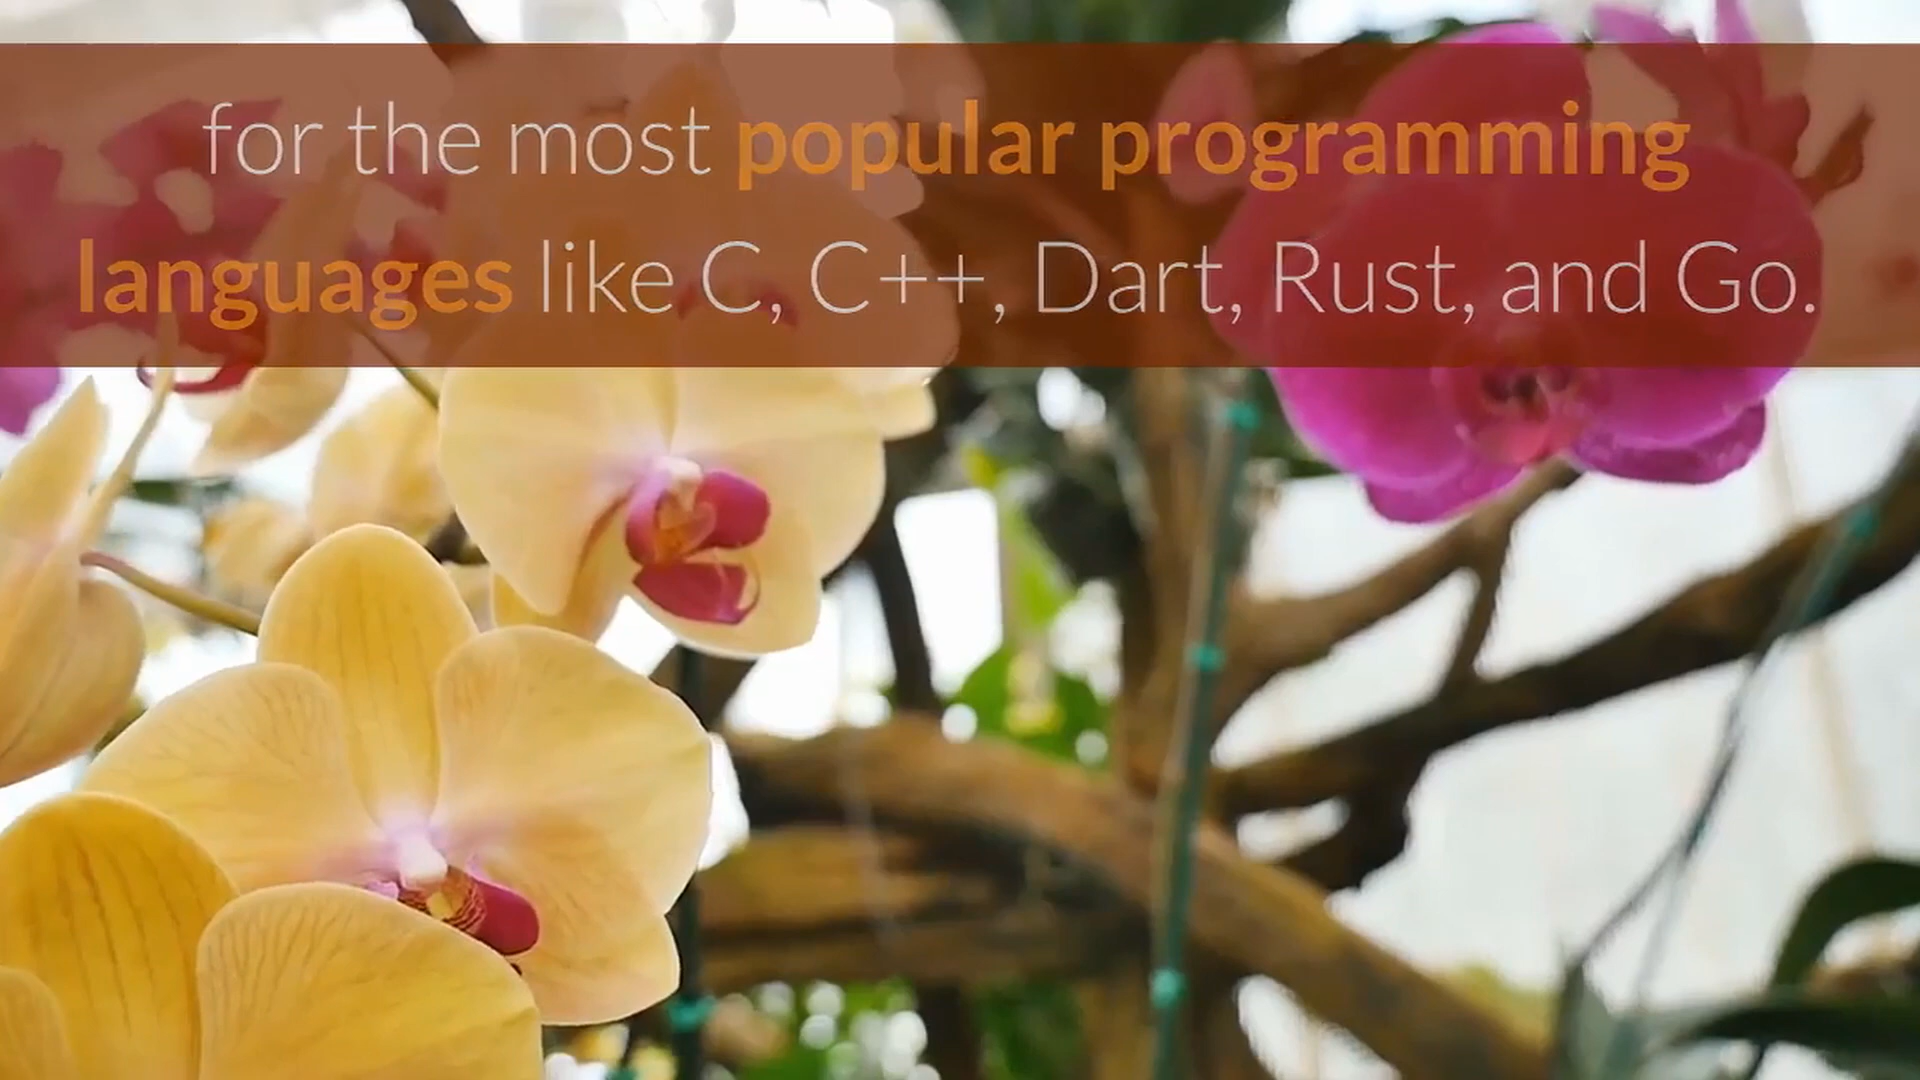 for the most popular programming
languages like C, C++, Dart, Rust, and Go.